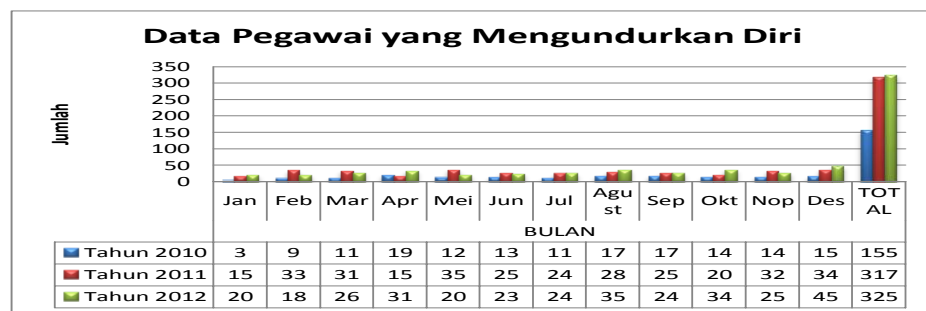 Data Pegawai yang Mengundurkan Diri
Jumlah
350
300
250
200
150
100
50
0
Jan Feb Mar Apr Mei Jun Jul Agu st Sep Okt Nop Des TOT AL
BULAN
Tahun 2010 3 9 11 19 12 13 11 17 17 14 14 15 155
Tahun 2011 15 33 31 15 35 25 24 28 25 20 32 34 317
Tahun 2012 20 18 26 31 20 23 24 35 24 34 25 45 325